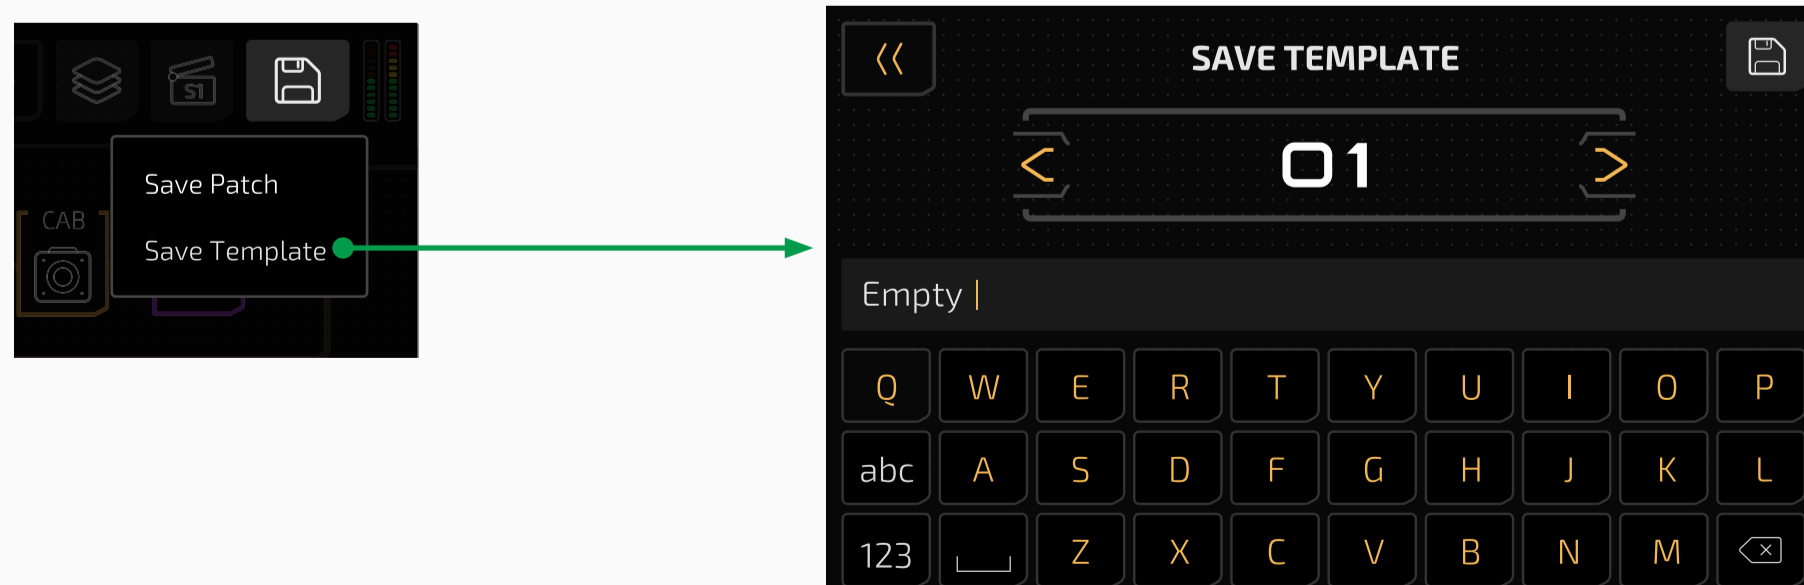 S1
CAB
Save Patch
Save Template
SAVE TEMPLATE
01
Empty
Q W E R T Y U I O P
abc A S D F G H J K L
123 Z X C V B N M